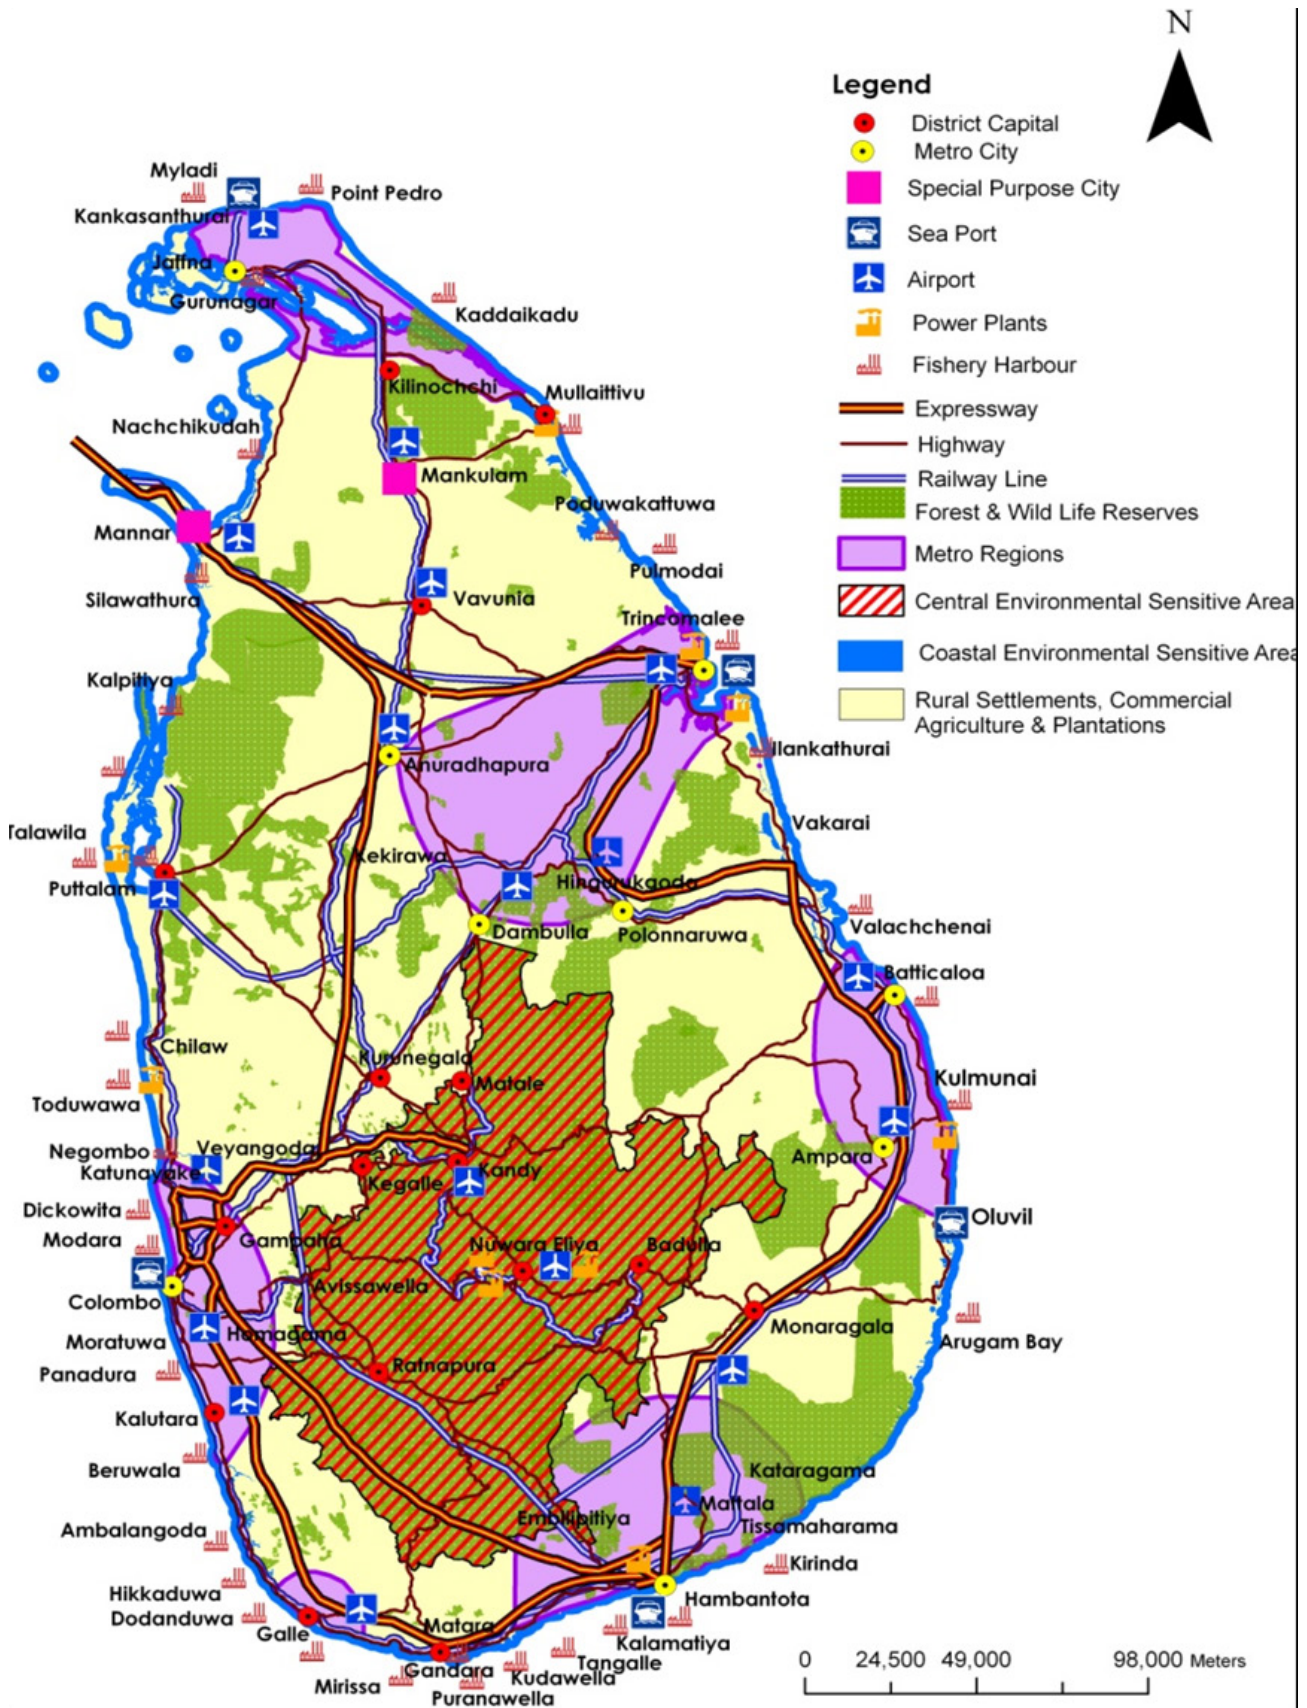 N
Legend
District Capital
Metro City
Special Purpose City
Sea Port
Airport
Power Plants
Fishery Harbour
Expressway
Highway
Railway Line
Forest & Wild Life Reserves
Metro Regions
Central Environmental Sensitive Area
Coastal Environmental Sensitive Area
Rural Settlements, Commercial
Agriculture & Plantations
Myladi
Point Pedro
Kankasanthurai
Jaffna
Gurunagar
Kaddaikadu
Kilinochchi
Mullaittivu
Nachchikudah
Mankulam
Poduwakattuwa
Mannar
Pulmodai
Silawathura
Vavunia
Trincomalee
Kalpitiya
Anuradhapura
Ilankathurai
Talawila
Vakarai
Kekirawa
Puttalam
Hingurukgoda
Dambulla
Polonnaruwa
Valachchenai
Batticaloa
Chilaw
Kurunegala
Matale
Kulmunai
Toduwawa
Negombo
Veyangoda
Katunayake
Kegalle
Kandy
Ampara
Dickowita
Oluvil
Modara
Gampaha
Nuwara Eliya
Badulla
Avissawella
Colombo
Homagama
Monaragala
Moratuwa
Arugam Bay
Panadura
Ratnapura
Kalutara
Beruwala
Kataragama
Mattala
Embilipitiya
Tissamaharama
Ambalangoda
Kirinda
Hikkaduwa
Hambantota
Dodanduwa
Galle
Matara
Kalamatiya
Tangalle
Gandara
Kudawella
Mirissa
Puranawella
0 24,500 49,000 98,000 Meters